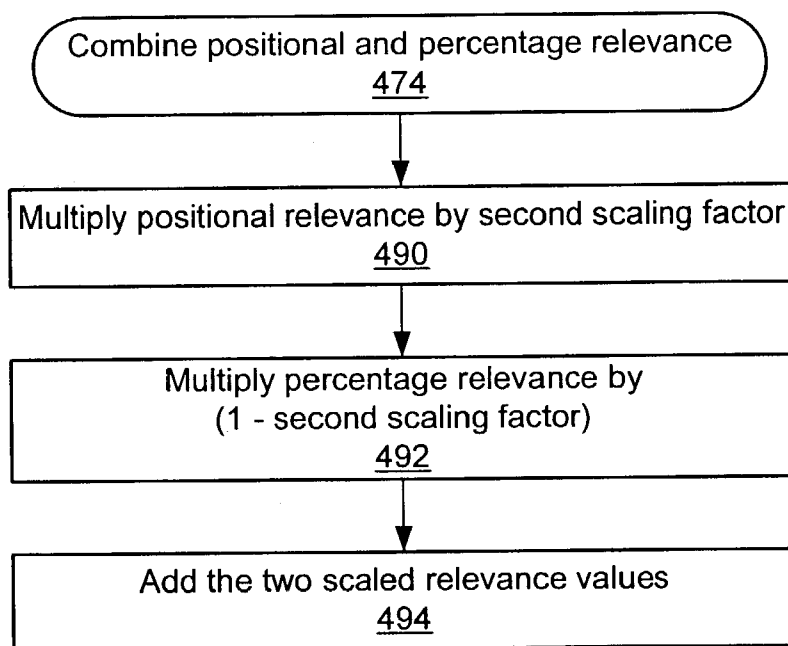 Combine positional and percentage relevance
474
Multiply positional relevance by second scaling factor
490
Multiply percentage relevance by
(1 - second scaling factor)
492
Add the two scaled relevance values
494